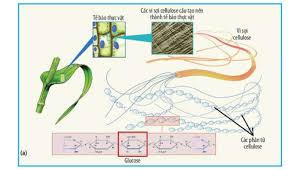 Các vi sợi cellulose cấu tạo nên
thành tế bào thực vật
Tế bào thực vật
Vi sợi
cellulose
Các phân tử
cellulose
(a)
Glucose